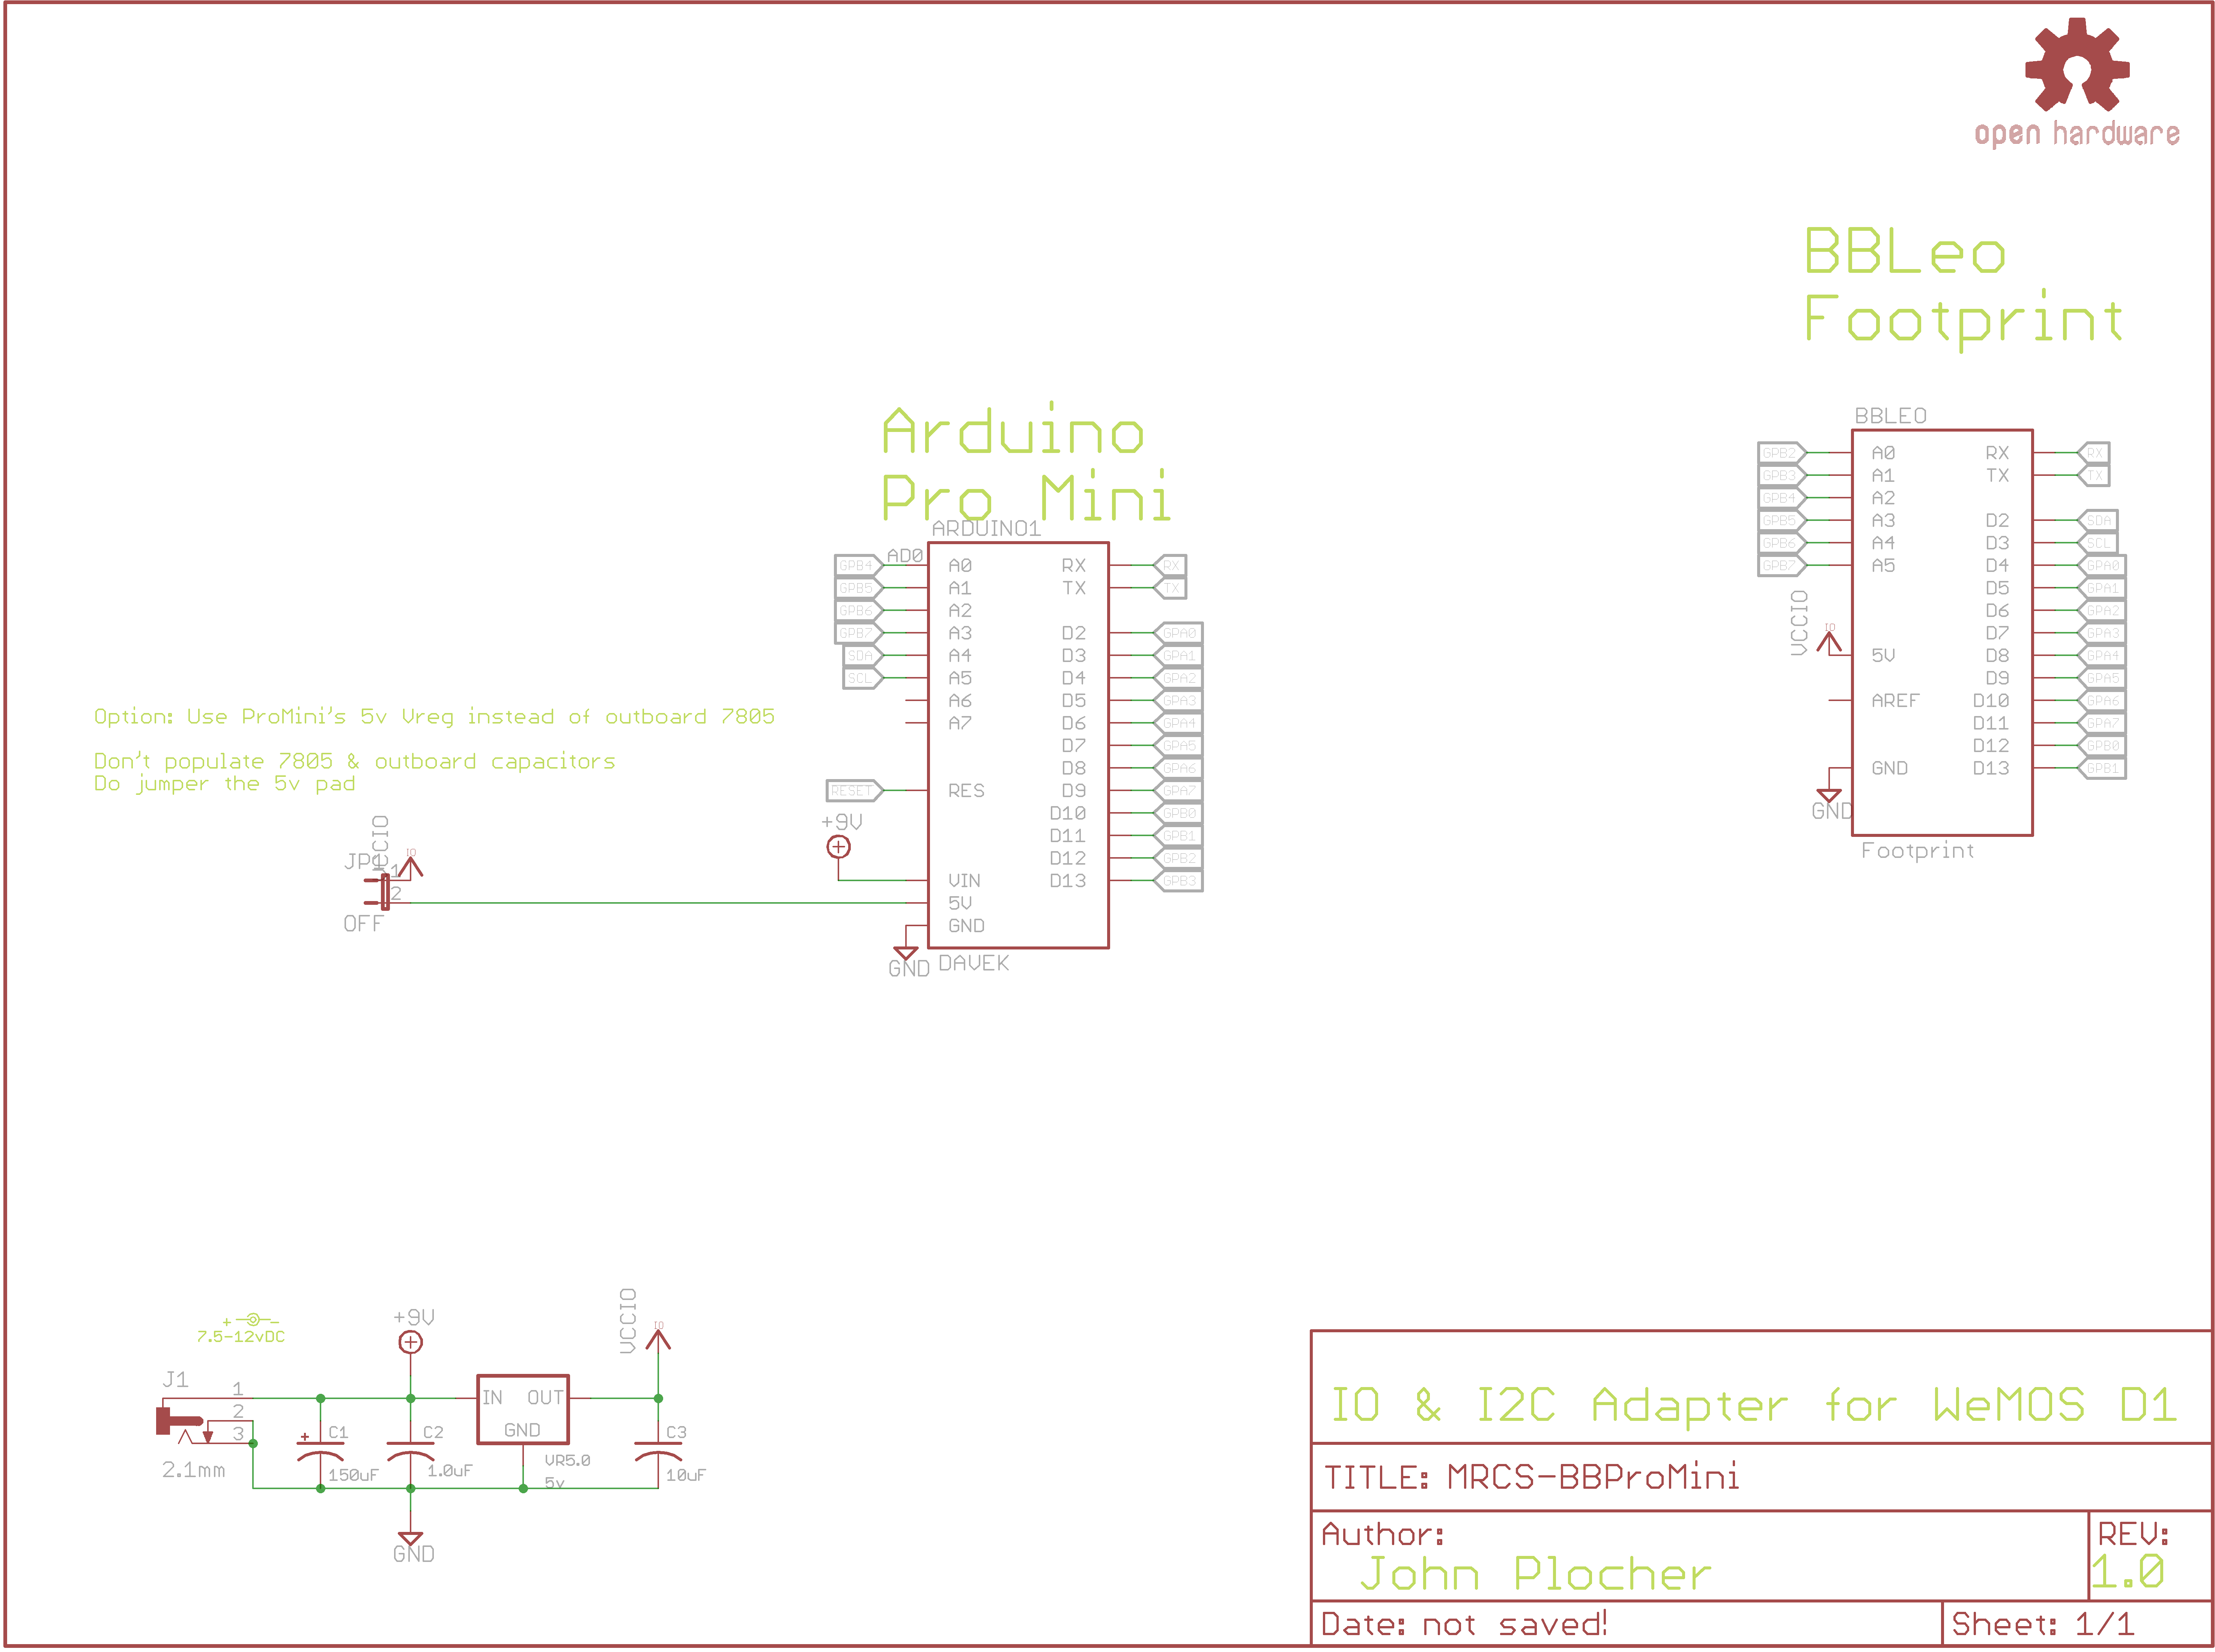 open hardware
BBLeo
Footprint
Arduino
Pro Mini
BBLEO
GPB2
GPB3
GPB4
GPB5
GPB6
GPB7
A0
A1
A2
A3
A4
A5
VCCIO
IO
5V
AREF
GND
GND
RX
TX
D2
D3
D4
D5
D6
D7
D8
D9
D10
D11
D12
D13
RX
TX
SDA
SCL
GPA0
GPA1
GPA2
GPA3
GPA4
GPA5
GPA6
GPA7
GPB0
GPB1
Footprint
ARDUINO1
AD0
GPB4
GPB5
GPB6
GPB7
SDA
SCL
RESET
+9V
A0
A1
A2
A3
A4
A5
A6
A7
RES
VIN
5V
GND
GND
RX
TX
D2
D3
D4
D5
D6
D7
D8
D9
D10
D11
D12
D13
RX
TX
GPA0
GPA1
GPA2
GPA3
GPA4
GPA5
GPA6
GPA7
GPB0
GPB1
GPB2
GPB3
DAVEK
Option: Use ProMini's 5v Vreg instead of outboard 7805
Don't populate 7805 & outboard capacitors
Do jumper the 5v pad
VCCIO
IO
JP1
1
2
OFF
+ -
7.5-12vDC
J1
1
2
3
2.1mm
+9V
+
C1
150uF
C2
1.0uF
IN OUT
GND
VR5.0
5v
VCCIO
IO
C3
10uF
GND
IO & I2C Adapter for WeMOS D1
TITLE: MRCS-BBProMini
Author:
John Plocher
REV:
1.0
Date: not saved!
Sheet: 1/1